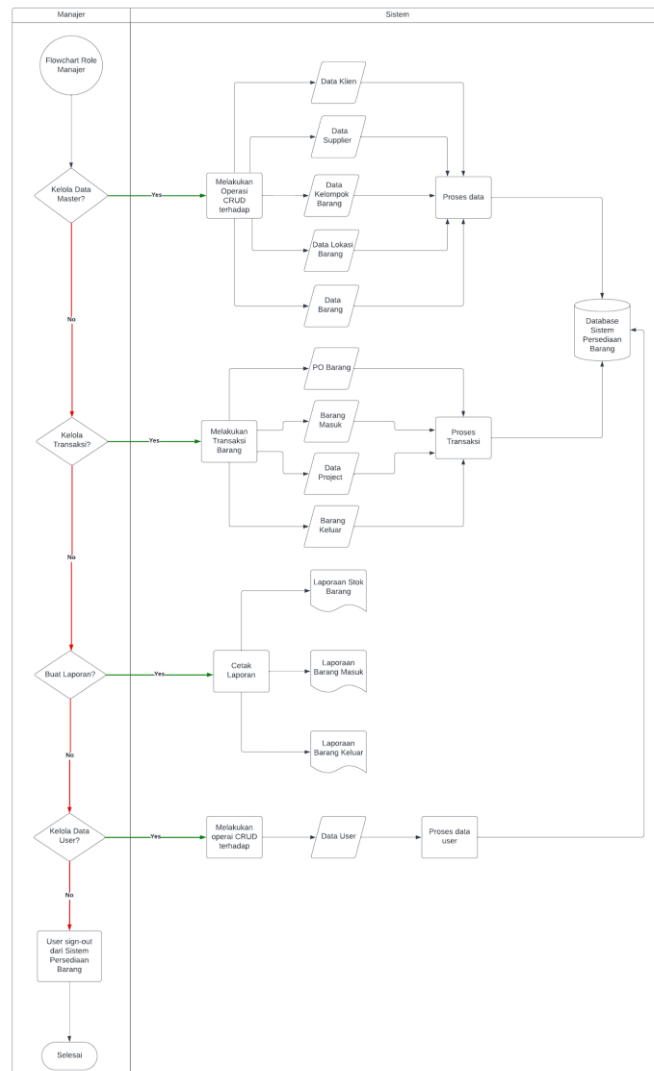 Manajer
Sistem
Flowchart Role
Manajer
Data Klien
Data
Supplier
Kelola Data
Master?
Yes
Melakukan
Operasi
CRUD
terhadap
Data
Kelompok
Barang
Proses data
Data Lokasi
Barang
Data
Barang
No
Database
Sistem
Persediaan
Barang
PO Barang
Kelola
Transaksi?
Yes
Melakukan
Transaksi
Barang
Barang
Masuk
Proses
Transaksi
Data
Project
Barang
Keluar
No
Laporaan Stok
Barang
Buat Laporan?
Yes
Cetak
Laporan
Laporaan
Barang Masuk
Laporaan
Barang Keluar
No
Kelola Data
User?
Yes
Melakukan
operai CRUD
terhadap
Data User
Proses data
user
No
User sign-out
dari Sistem
Persediaan
Barang
Selesai